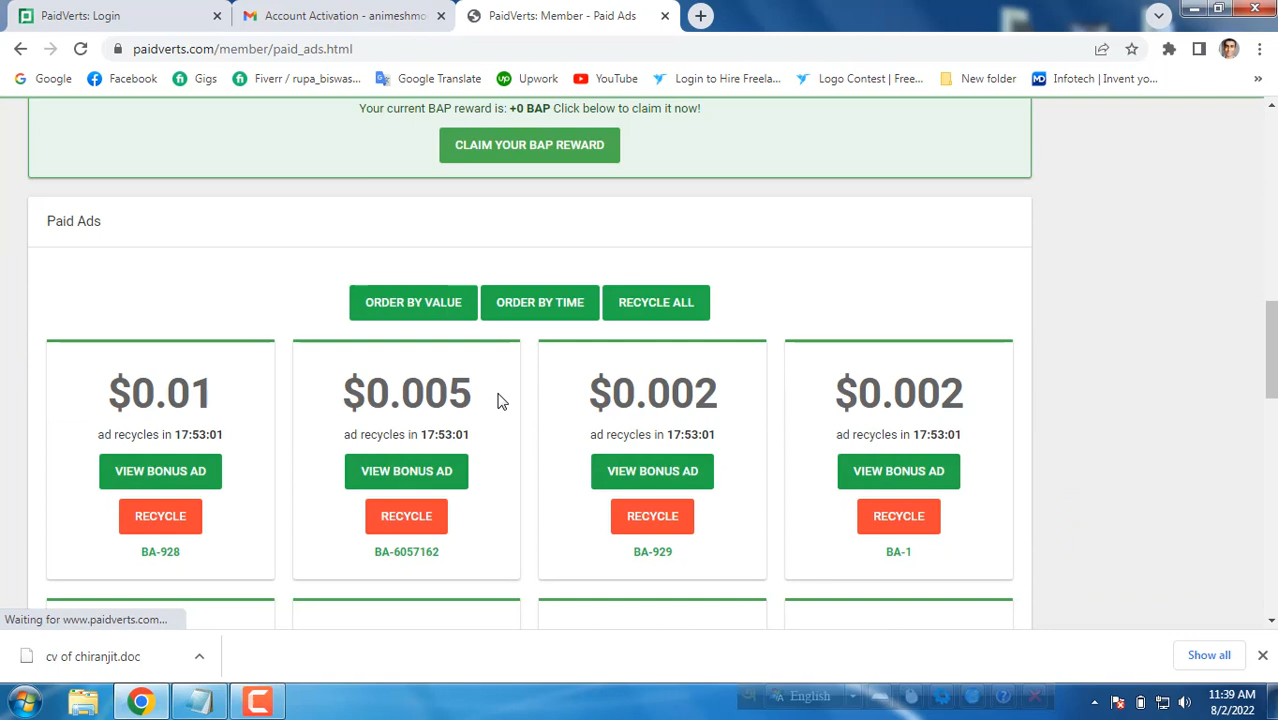 PaidVerts: Login
Account Activation - animeshmo
PaidVerts: Member - Paid Ads
paidverts.com/member/paid_ads.html
Google
Facebook
Gigs
Fiverr / rupa_biswas...
Google Translate
Upwork
YouTube
Login to Hire Freela...
Logo Contest | Free...
New folder
Infotech | Invent yo...
»
Your current BAP reward is: +0 BAP Click below to claim it now!
CLAIM YOUR BAP REWARD
Paid Ads
ORDER BY VALUE
ORDER BY TIME
RECYCLE ALL
$0.01
$0.005
$0.002
$0.002
ad recycles in 17:53:01
ad recycles in 17:53:01
ad recycles in 17:53:01
ad recycles in 17:53:01
VIEW BONUS AD
VIEW BONUS AD
VIEW BONUS AD
VIEW BONUS AD
RECYCLE
RECYCLE
RECYCLE
RECYCLE
BA-928
BA-6057162
BA-929
BA-1
Waiting for www.paidverts.com...
cv of chiranjit.doc
Show all
English
11:39 AM
8/2/2022